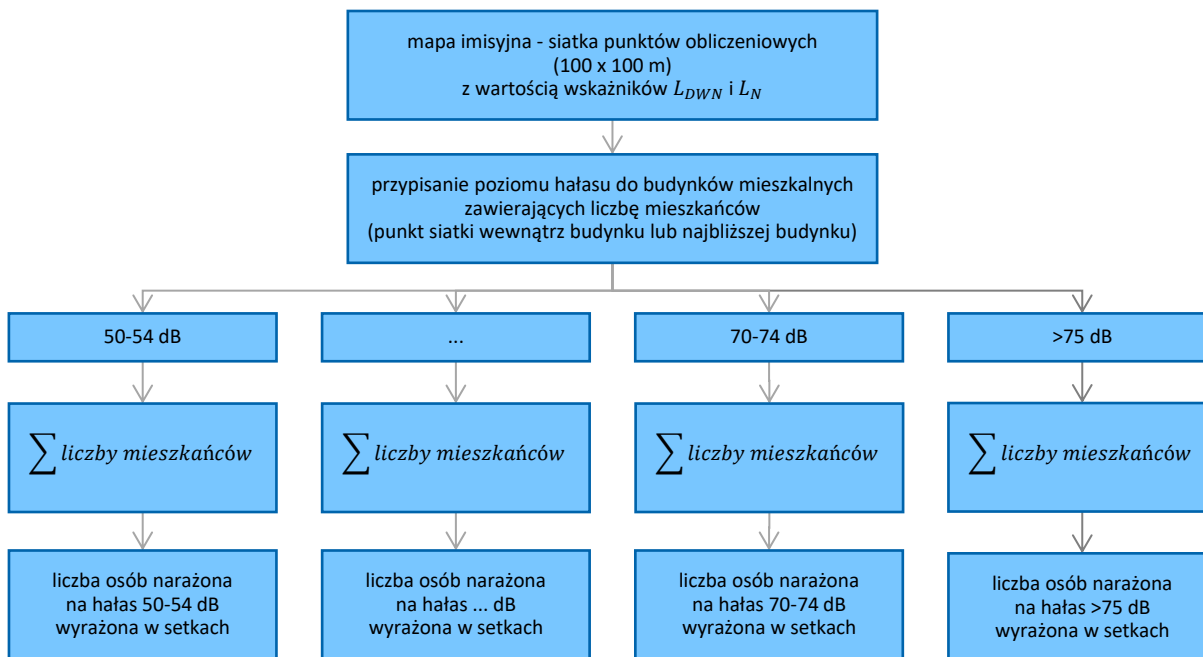 mapa imisyjna - siatka punktów obliczeniowych
(100 x 100 m)
z wartością wskażników L_DWN i L_N
przypisanie poziomu hałasu do budynków mieszkalnych
zawierających liczbę mieszkańców
(punkt siatki wewnątrz budynku lub najbliższej budynku)
50-54 dB
...
70-74 dB
>75 dB
∑ liczby mieszkańców
∑ liczby mieszkańców
∑ liczby mieszkańców
∑ liczby mieszkańców
liczba osób narażona
na hałas 50-54 dB
wyrażona w setkach
liczba osób narażona
na hałas ... dB
wyrażona w setkach
liczba osób narażona
na hałas 70-74 dB
wyrażona w setkach
liczba osób narażona
na hałas >75 dB
wyrażona w setkach